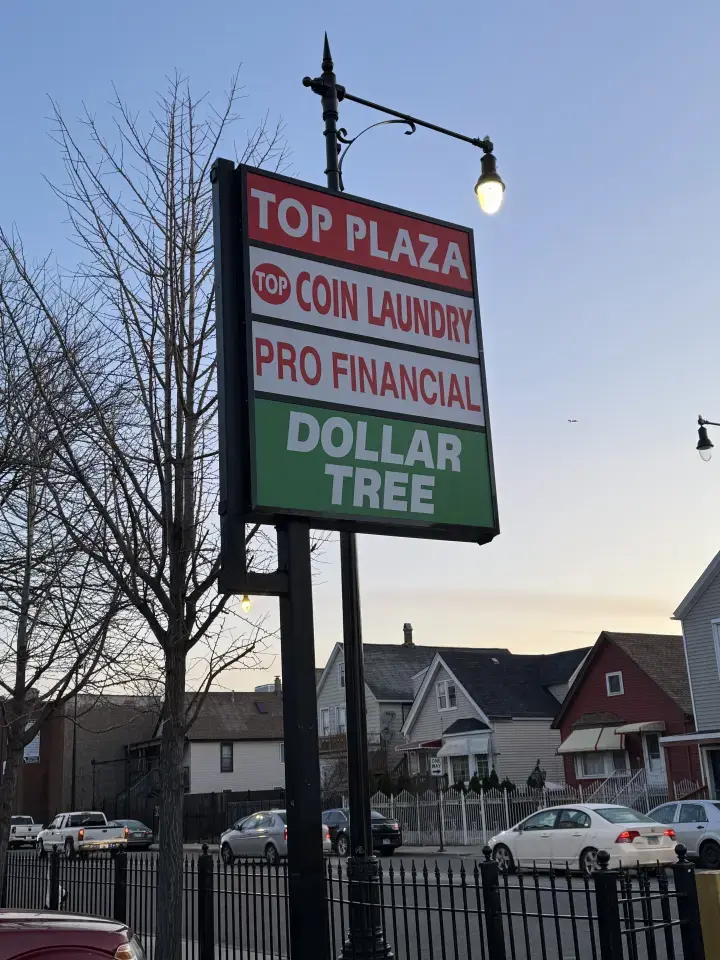 TOP PLAZA
TOP COIN LAUNDRY
PRO FINANCIAL
DOLLAR
TREE